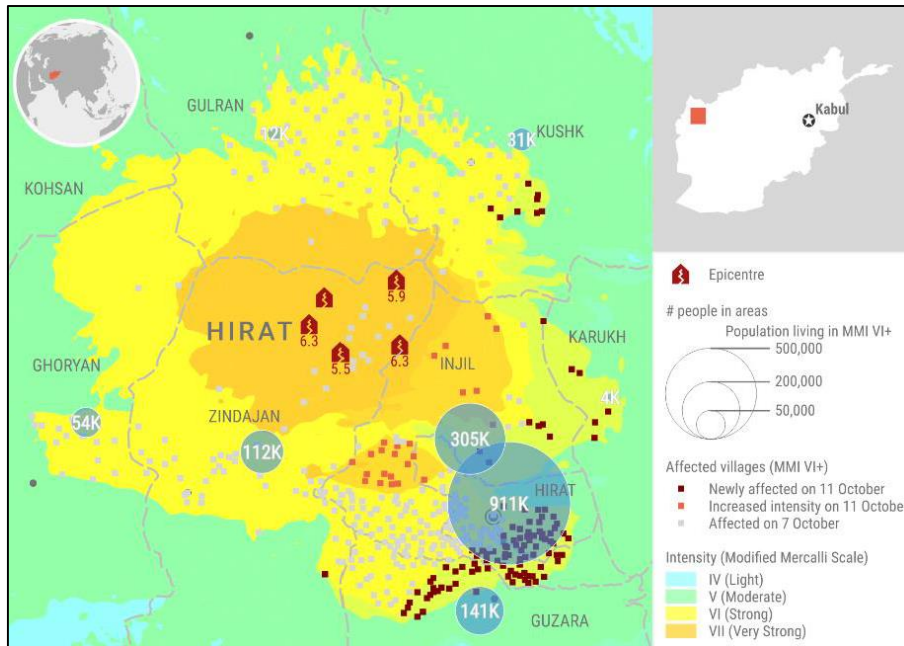 GULRAN
12K
31K
KUSHK
KOHSAN
5.9
HIRAT
6.3
6.3
5.5
KARUKH
GHORYAN
INJIL
ZINDAJAN
4K
54K
305K
112K
HIRAT
911K
141K
GUZARA
Kabul
Epicentre
# people in areas
Population living in MMI VI+
500,000
200,000
50,000
Affected villages (MMI VI+)
Newly affected on 11 October
Increased intensity on 11 Octobe
Affected on 7 October
Intensity (Modified Mercalli Scale)
IV (Light)
V (Moderate)
VI (Strong)
VII (Very Strong)